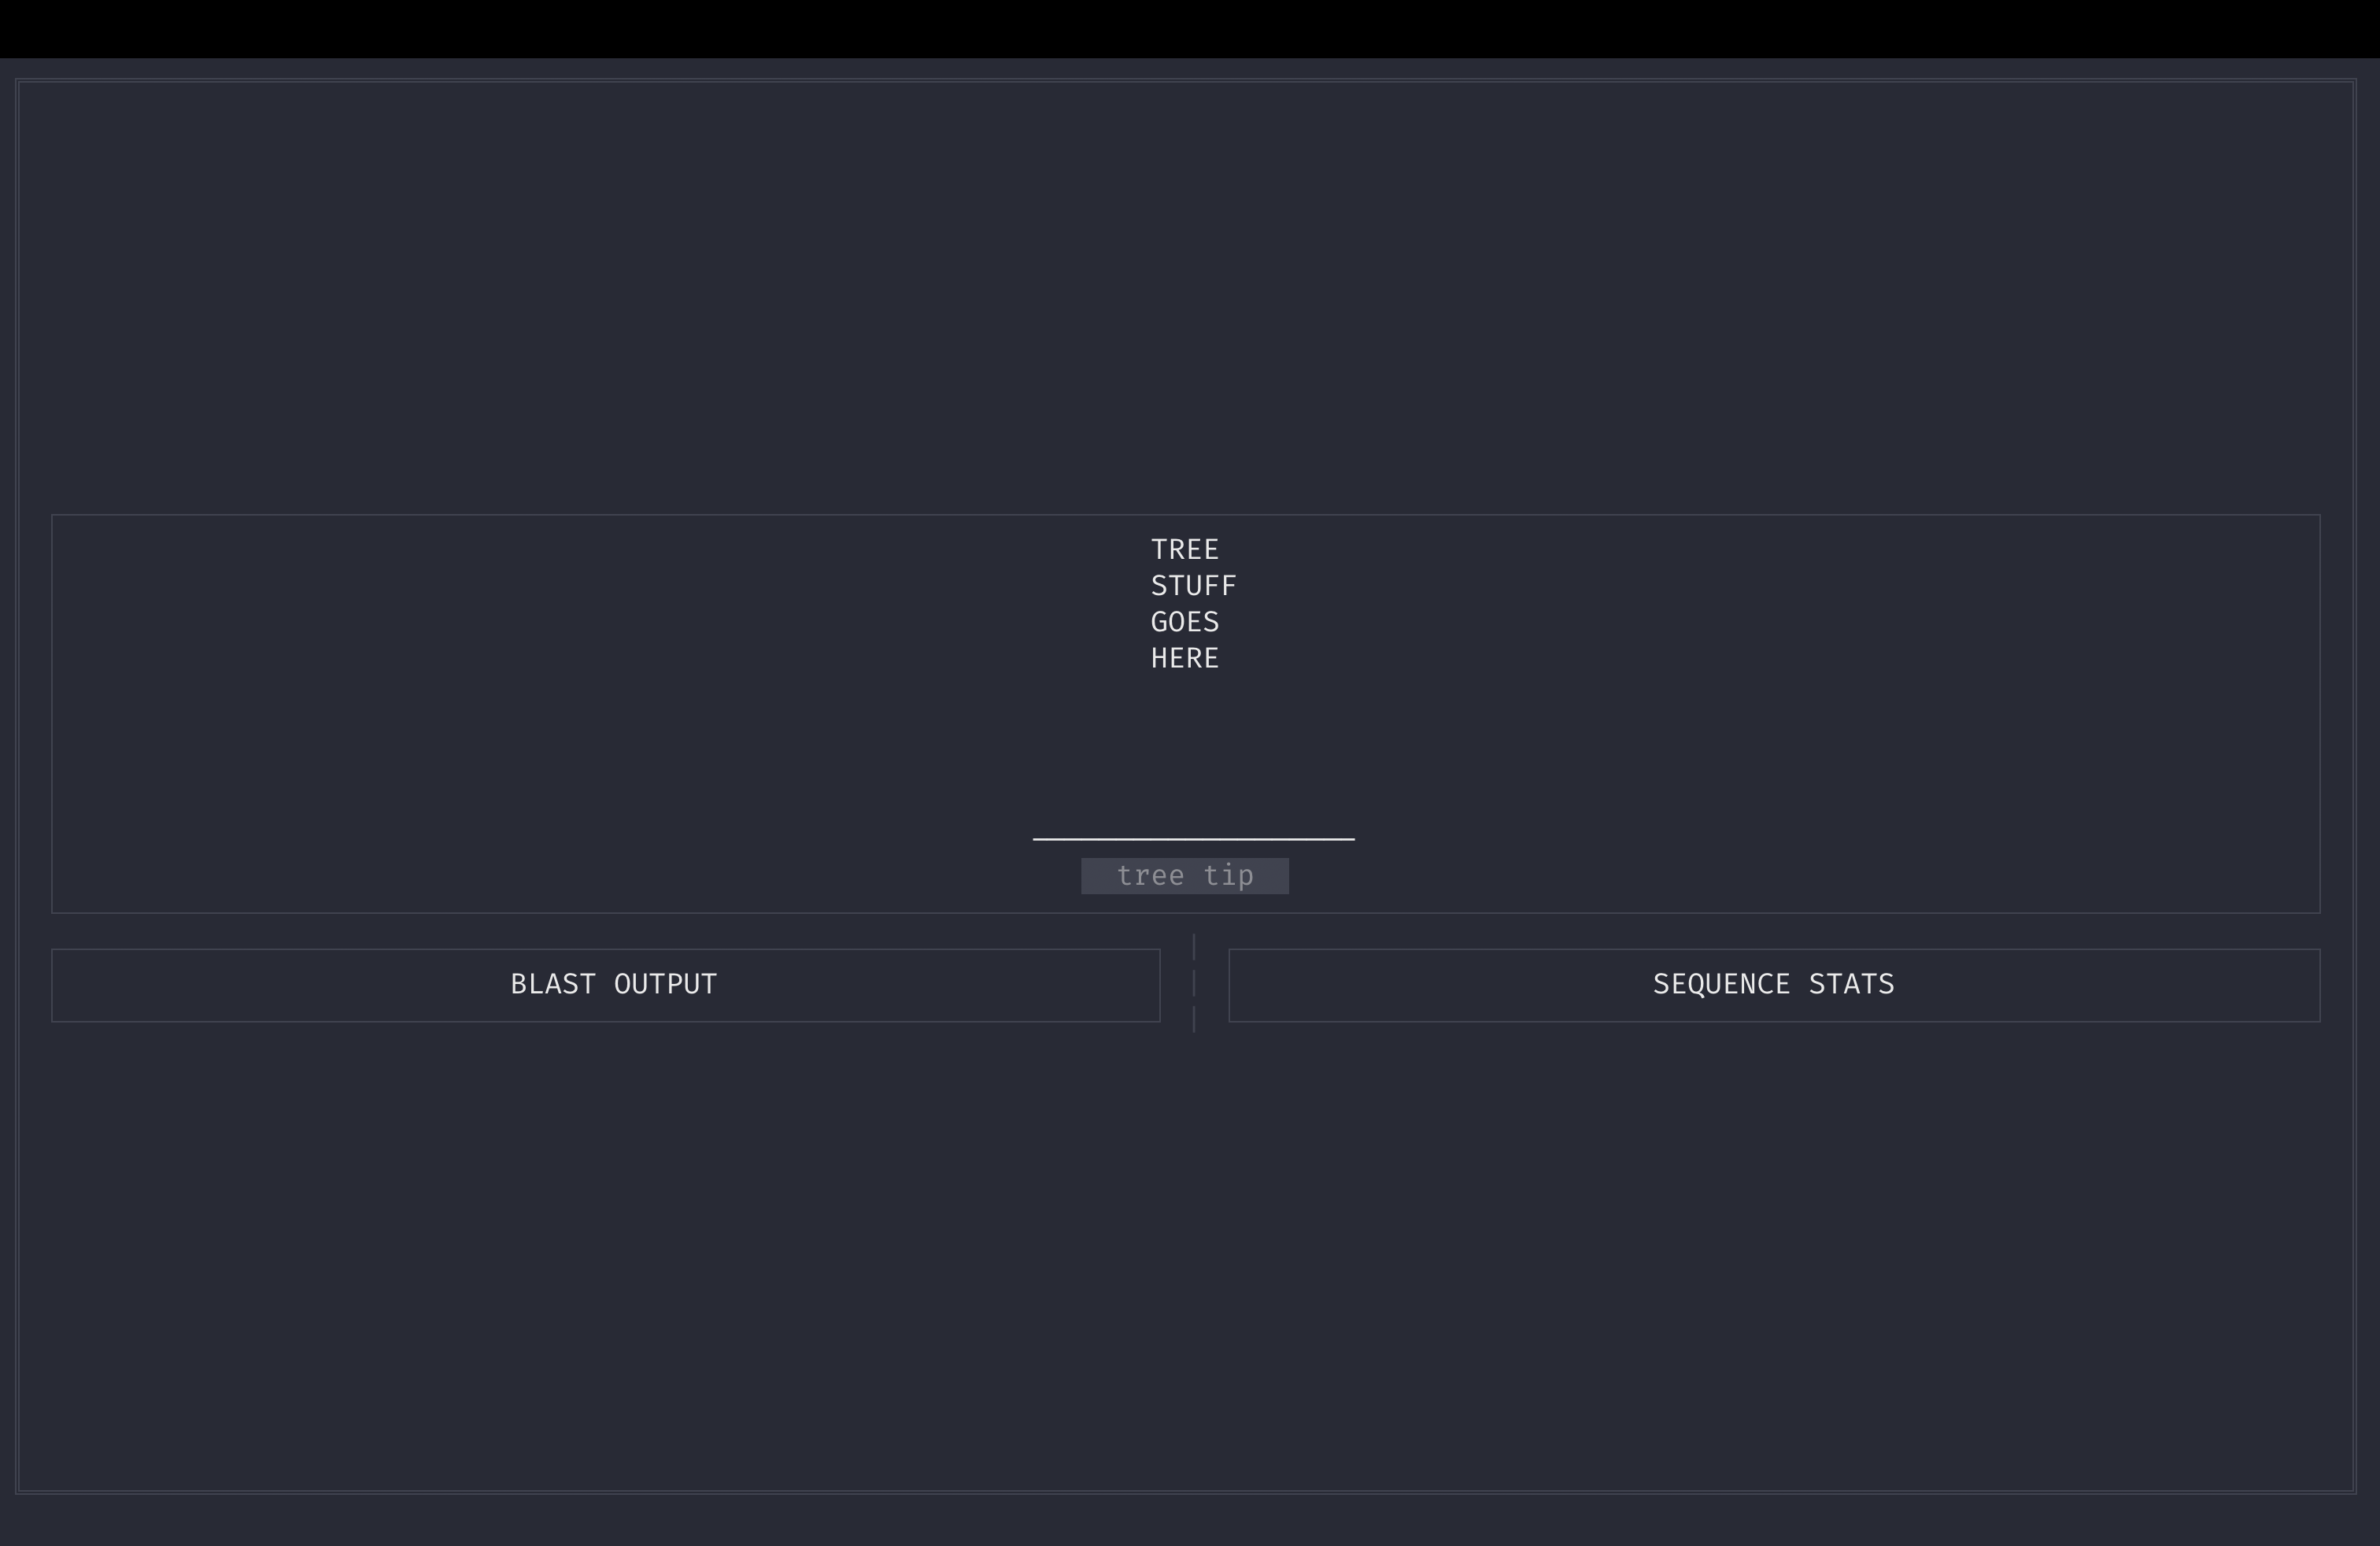 TREE
STUFF
GOES
HERE
tree tip
BLAST OUTPUT
SEQUENCE STATS